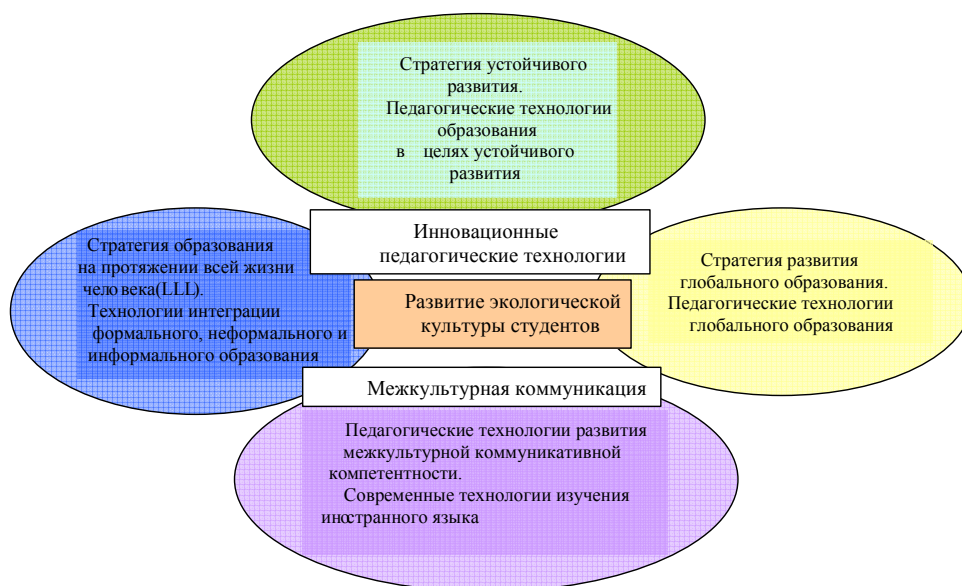 Стратегия устойчивого
развития.
Педагогические технологии
образования
в целях устойчивого
развития
Инновационные
педагогические технологии
Стратегия образования
на протяжении всей жизни
человека(LLL).
Технологии интеграции
формального, неформального и
информального образования
Развитие экологической
культуры студентов
Стратегия развития
глобального образования.
Педагогические технологии
глобального образования
Межкультурная коммуникация
Педагогические технологии развития
межкультурной коммуникативной
компетентности.
Современные технологии изучения
иностранного языка